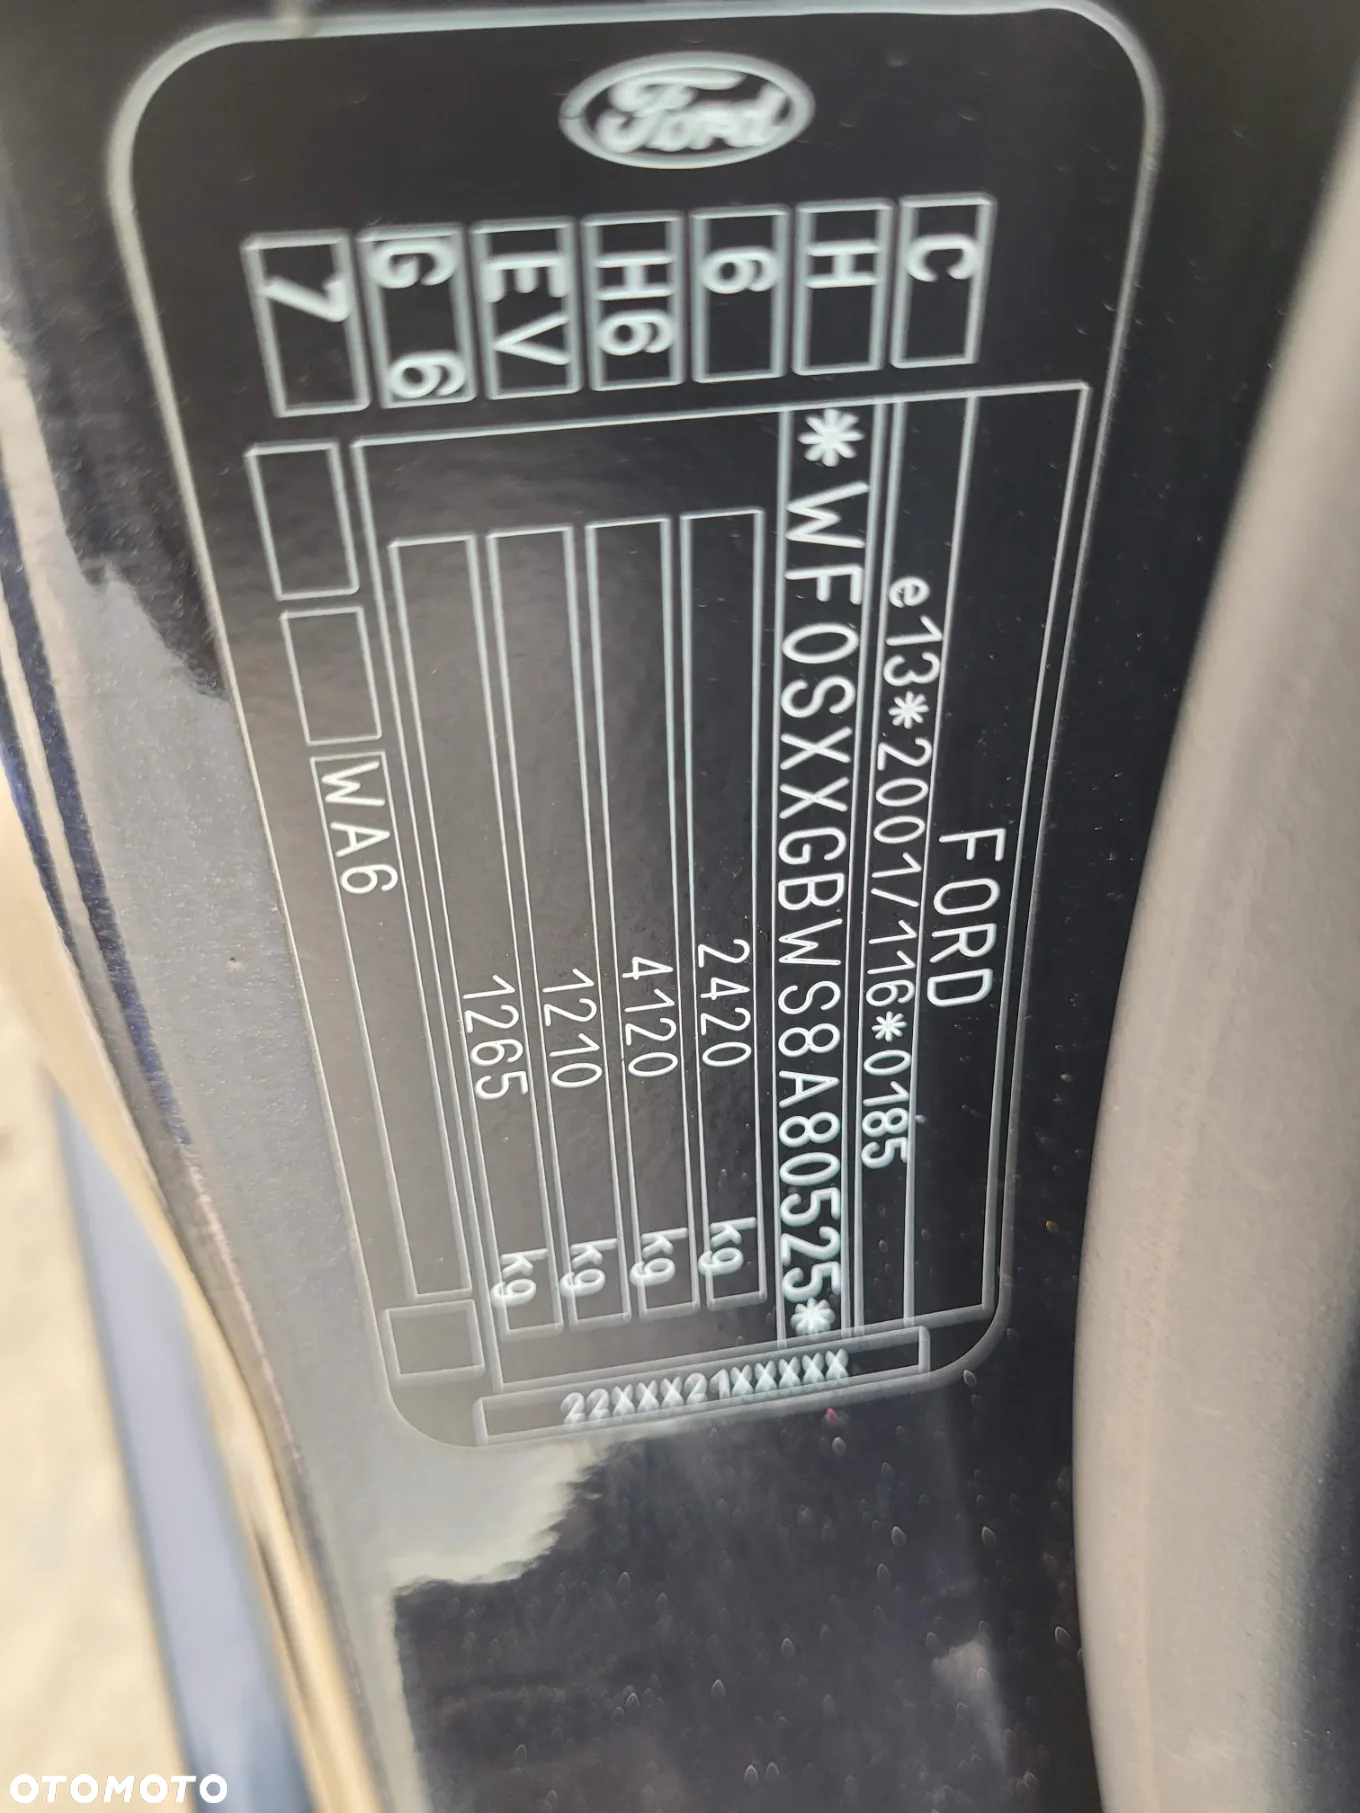 Ford
FORD
e13*2001/116*0185
*WF0SXXGBWS8A80525*
2420 kg
4120 kg
1210 kg
1265 kg
C
H
6
H6
EV
G 6
7
WA6
22XXX21XXXXX
OTOMOTO